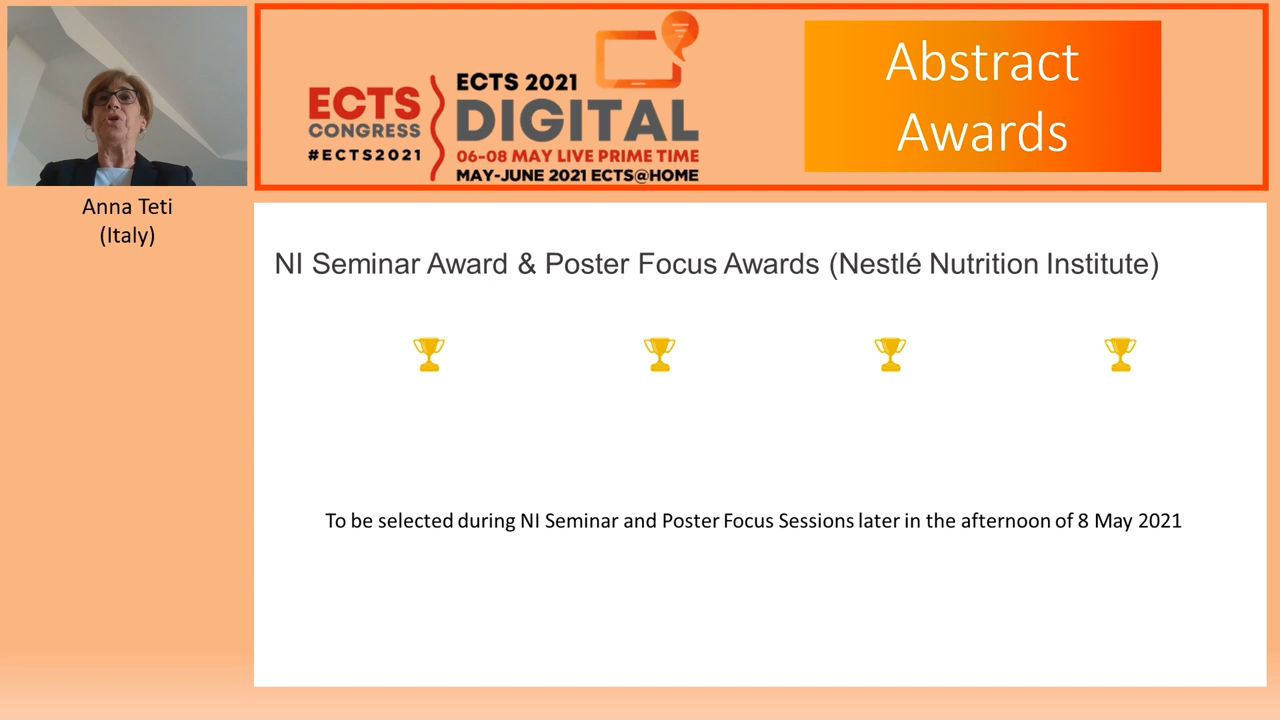 Anna Teti
(Italy)
ECTS
CONGRESS
#ECTS2021
ECTS 2021
DIGITAL
06-08 MAY LIVE PRIME TIME
MAY-JUNE 2021 ECTS@HOME
Abstract
Awards
NI Seminar Award & Poster Focus Awards (Nestlé Nutrition Institute)
To be selected during NI Seminar and Poster Focus Sessions later in the afternoon of 8 May 2021